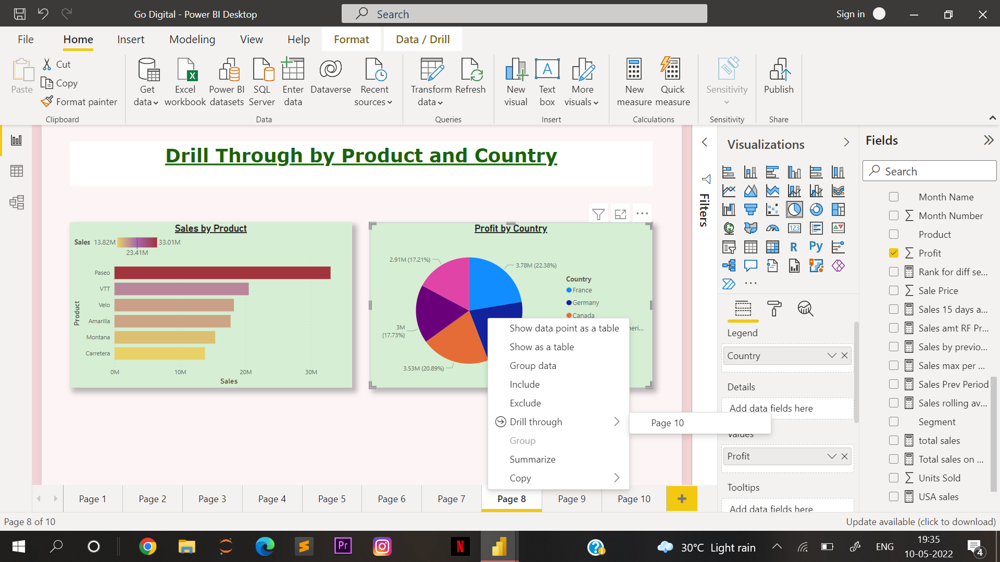 Go Digital - Power BI Desktop
Search
Sign in
File
Home
Insert
Modeling
View
Help
Format
Data / Drill
Paste
Cut
Copy
Format painter
Clipboard
Get data
Excel workbook
Power BI datasets
SQL Server
Enter data
Dataverse
Recent sources
Data
Transform data
Refresh
Queries
New visual
Text box
More visuals
Insert
New measure
Quick measure
Calculations
Sensitivity
Sensitivity
Publish
Share
Drill Through by Product and Country
Sales by Product
Sales 13.82M 33.01M
23.41M
Product
Paseo
VTT
Velo
Amarilla
Montana
Carretera
0M 10M 20M 30M
Sales
Profit by Country
2.91M (17.21%)
3.78M (22.38%)
3M
(17.73%)
3.53M (20.89%)
Country
France
Germany
Canada
eri...
Show data point as a table
Show as a table
Group data
Include
Exclude
Drill through
Group
Summarize
Copy
Page 10
Filters
Visualizations
123
R
Py
Legend
Country
Details
Add data fields here
Values
Profit
Tooltips
Add data fields here
Fields
Search
Month Name
Month Number
Product
Profit
Rank for diff se...
Sale Price
Sales 15 days a...
Sales amt RF Pr...
Sales by previo...
Sales max per ...
Sales Prev Period
Sales rolling av...
Segment
total sales
Total sales on ...
Units Sold
USA sales
Page 1
Page 2
Page 3
Page 4
Page 5
Page 6
Page 7
Page 8
Page 9
Page 10
Page 8 of 10
Update available (click to download)
Pr
N
30°C Light rain
ENG
19:35
10-05-2022
4